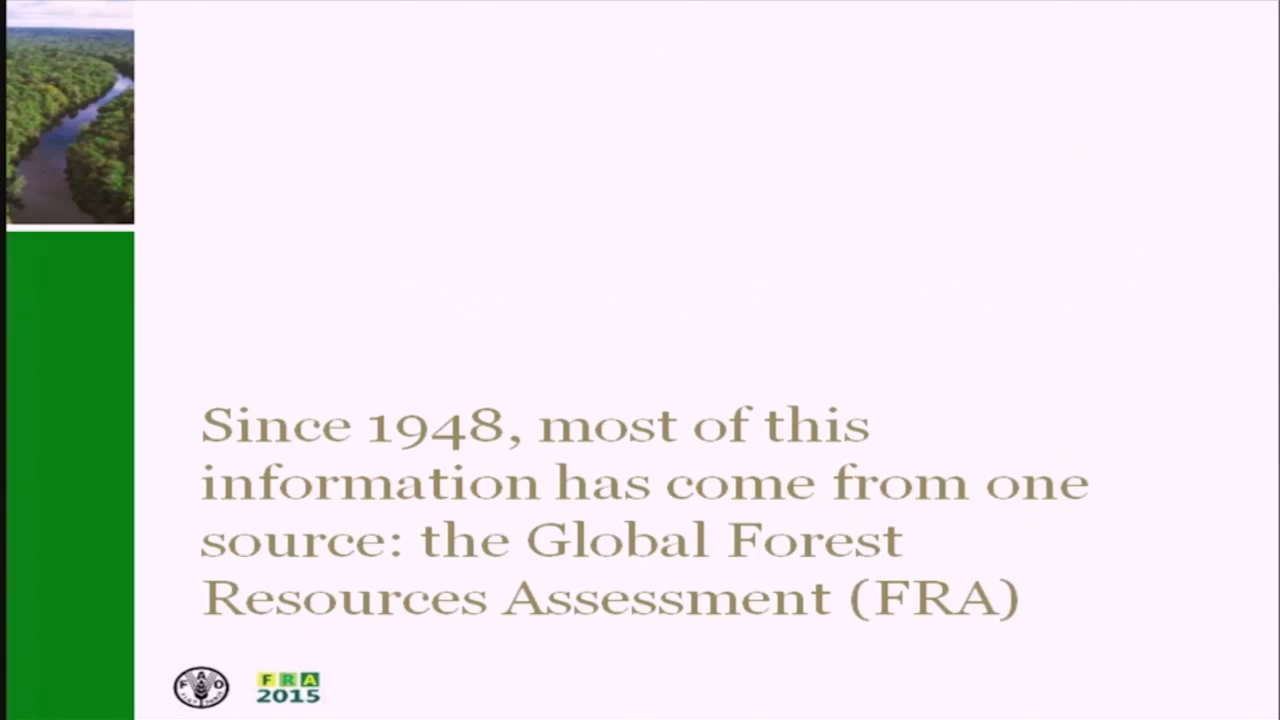 Since 1948, most of this
information has come from one
source: the Global Forest
Resources Assessment (FRA)
F A O
FRA
2015